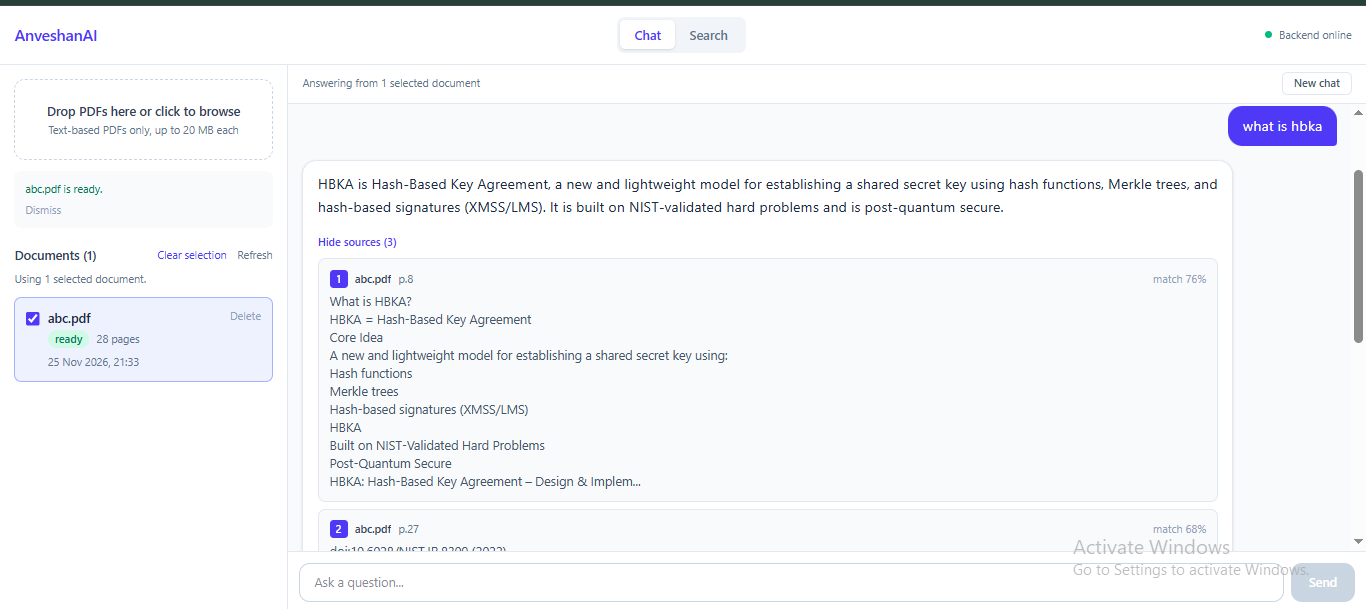 AnveshanAI
Chat
Search
Backend online
Drop PDFs here or click to browse
Text-based PDFs only, up to 20 MB each
abc.pdf is ready.
Dismiss
Documents (1)
Clear selection
Refresh
Using 1 selected document.
abc.pdf
Delete
ready
28 pages
25 Nov 2026, 21:33
Answering from 1 selected document
New chat
what is hbka
HBKA is Hash-Based Key Agreement, a new and lightweight model for establishing a shared secret key using hash functions, Merkle trees, and
hash-based signatures (XMSS/LMS). It is built on NIST-validated hard problems and is post-quantum secure.
Hide sources (3)
1 abc.pdf p.8
match 76%
What is HBKA?
HBKA = Hash-Based Key Agreement
Core Idea
A new and lightweight model for establishing a shared secret key using:
Hash functions
Merkle trees
Hash-based signatures (XMSS/LMS)
HBKA
Built on NIST-Validated Hard Problems
Post-Quantum Secure
HBKA: Hash-Based Key Agreement – Design & Implem...
2 abc.pdf p.27
match 68%
Activate Windows
Go to Settings to activate Windows.
Ask a question...
Send